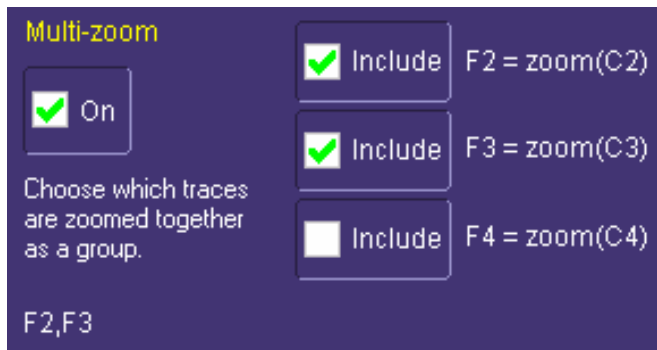 Multi-zoom
On
Choose which traces
are zoomed together
as a group.
F2,F3
Include F2 = zoom(C2)
Include F3 = zoom(C3)
Include F4 = zoom(C4)